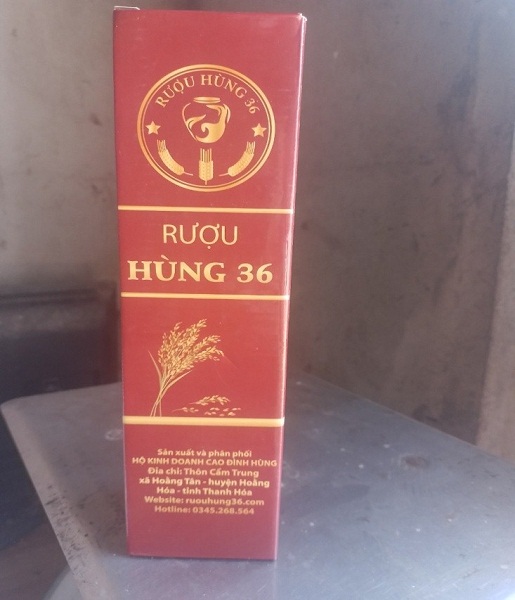 RƯỢU HÙNG 36
RƯỢU
HÙNG 36
Sản xuất và phân phối
HỘ KINH DOANH CAO ĐÌNH HÙNG
Địa chỉ: Thôn Cẩm Trung
xã Hoằng Tân - huyện Hoằng
Hóa - tỉnh Thanh Hóa
Website: ruouhung36.com
Hotline: 0345.268.564